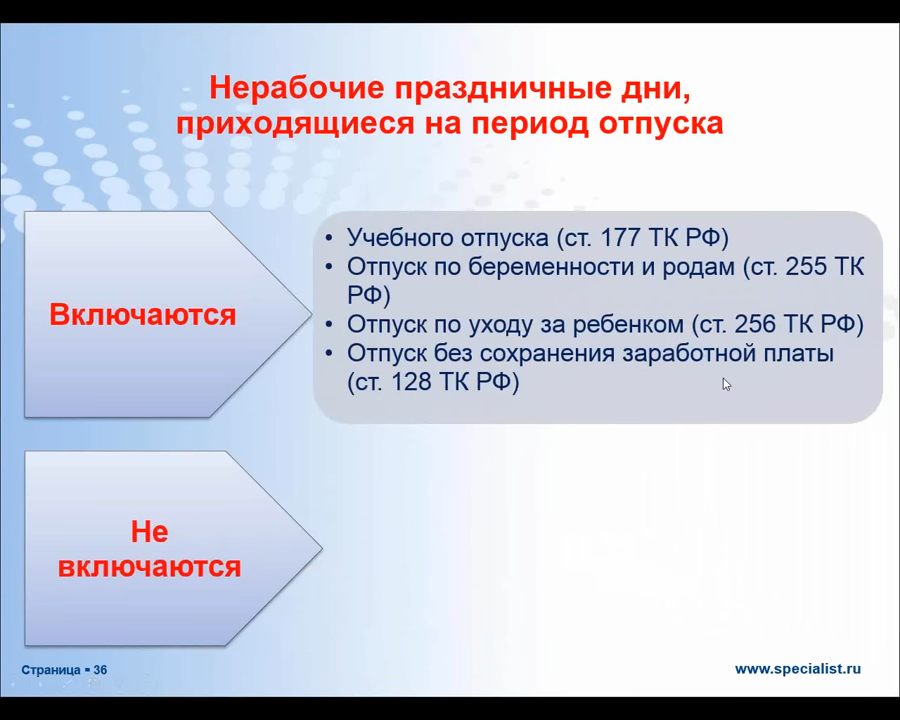 Нерабочие праздничные дни,
приходящиеся на период отпуска
Включаются
• Учебного отпуска (ст. 177 ТК РФ)
• Отпуск по беременности и родам (ст. 255 ТК
РФ)
• Отпуск по уходу за ребенком (ст. 256 ТК РФ)
• Отпуск без сохранения заработной платы
(ст. 128 ТК РФ)
Не
включаются
Страница ▪ 36
www.specialist.ru